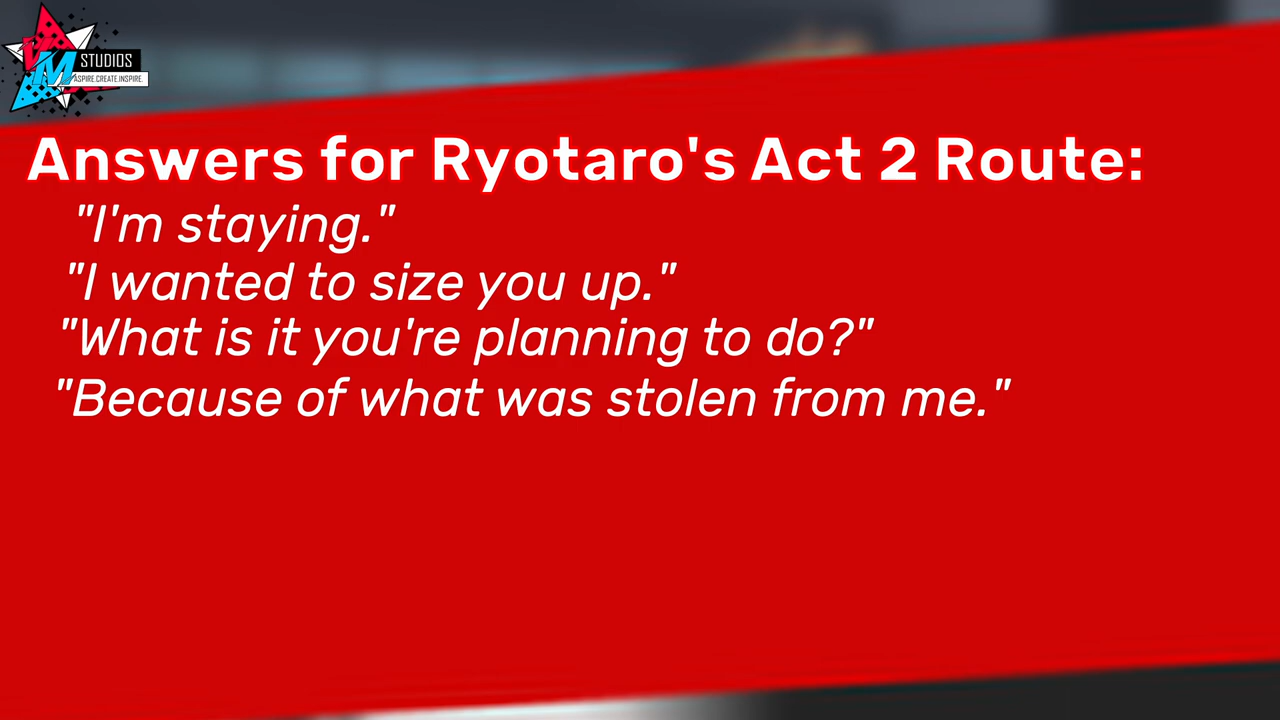 VM
STUDIOS
ASPIRE.CREATE.INSPIRE.
Answers for Ryotaro's Act 2 Route:
"I'm staying."
"I wanted to size you up."
"What is it you're planning to do?"
"Because of what was stolen from me."